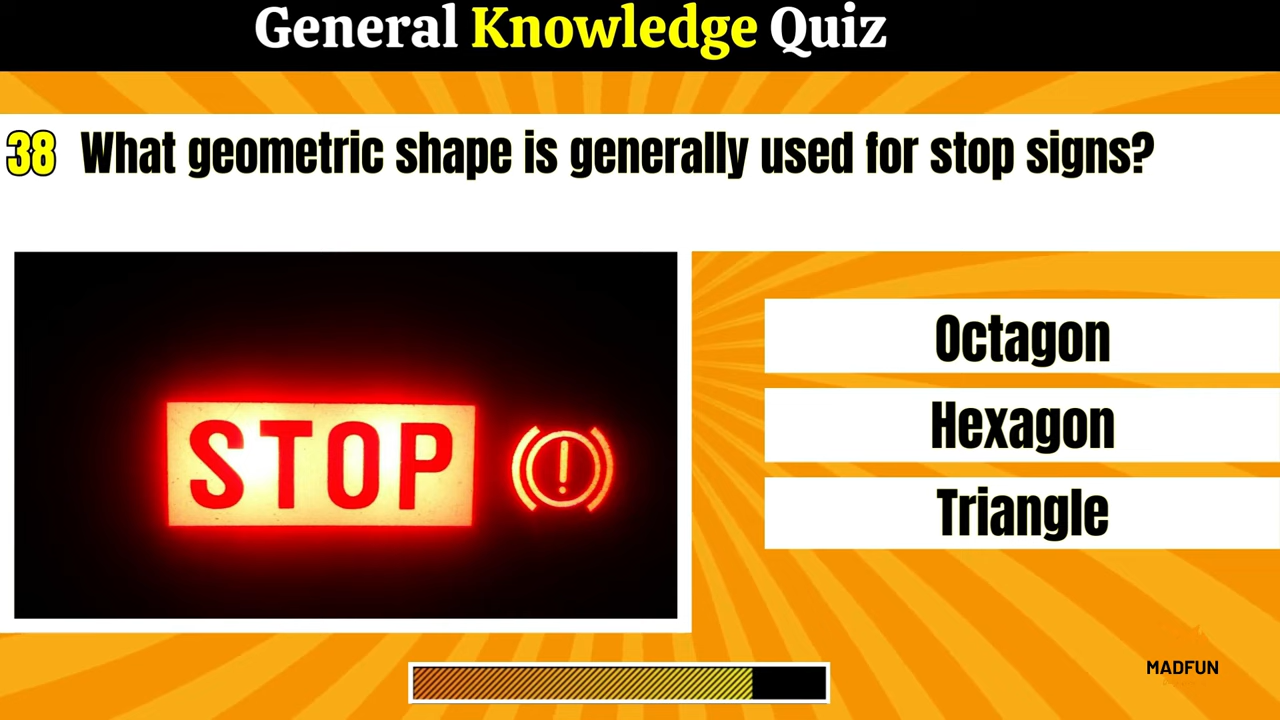 General Knowledge Quiz
38 What geometric shape is generally used for stop signs?
STOP
Octagon
Hexagon
Triangle
MADFUN